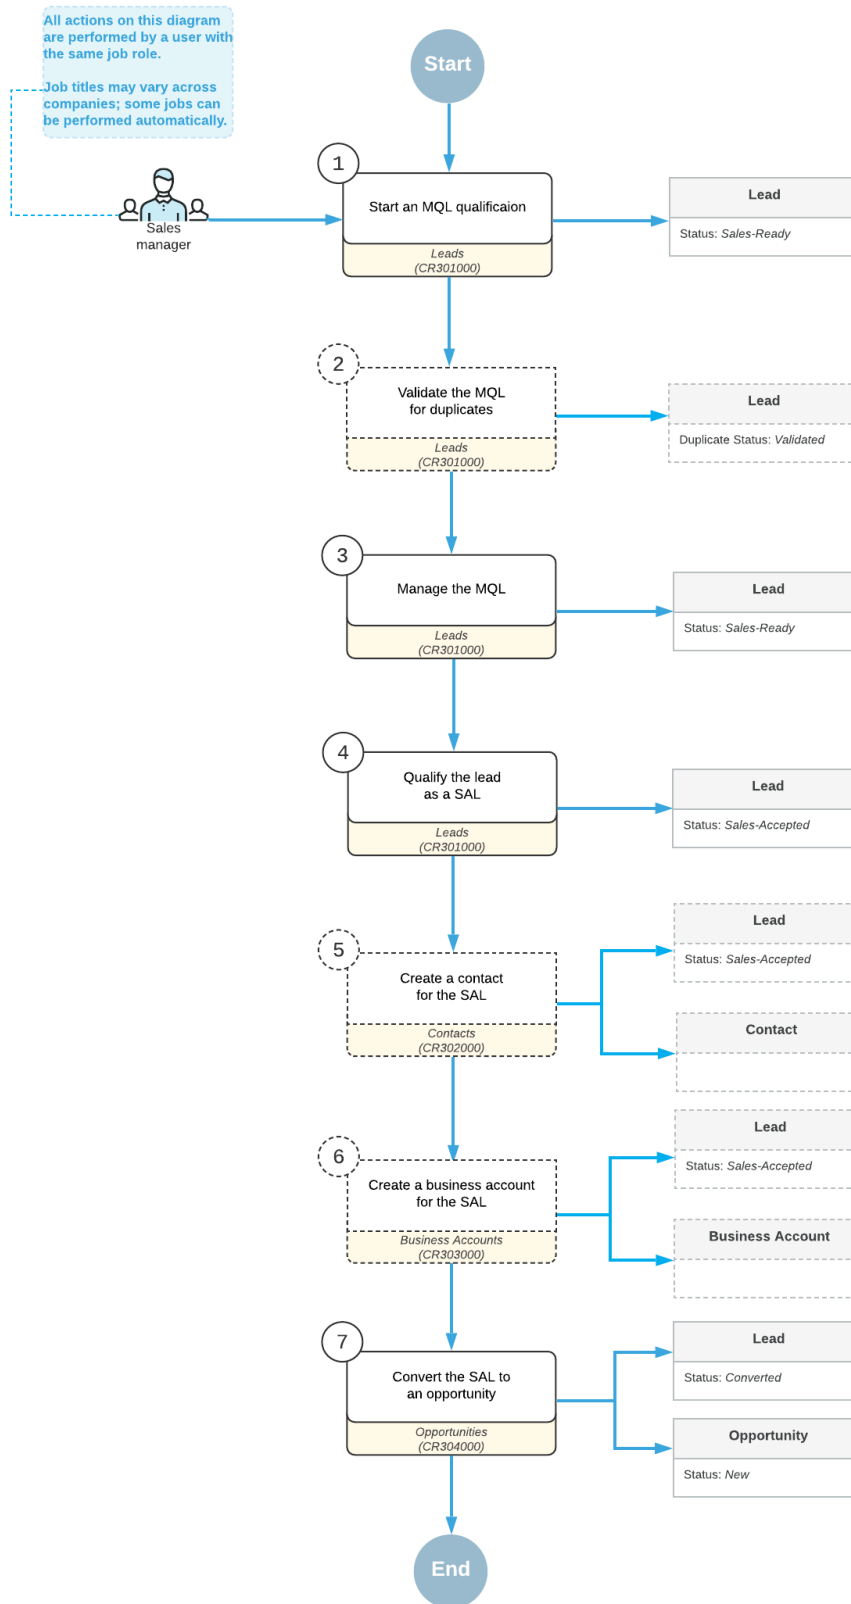 All actions on this diagram
are performed by a user with
the same job role.
Job titles may vary across
companies; some jobs can
be performed automatically.
Start
Sales
manager
1
Start an MQL qualificaion
Leads
(CR301000)
Lead
Status: Sales-Ready
2
Validate the MQL
for duplicates
Leads
(CR301000)
Lead
Duplicate Status: Validated
3
Manage the MQL
Leads
(CR301000)
Lead
Status: Sales-Ready
4
Qualify the lead
as a SAL
Leads
(CR301000)
Lead
Status: Sales-Accepted
5
Create a contact
for the SAL
Contacts
(CR302000)
Lead
Status: Sales-Accepted
Contact
6
Create a business account
for the SAL
Business Accounts
(CR303000)
Lead
Status: Sales-Accepted
Business Account
7
Convert the SAL to
an opportunity
Opportunities
(CR304000)
Lead
Status: Converted
Opportunity
Status: New
End